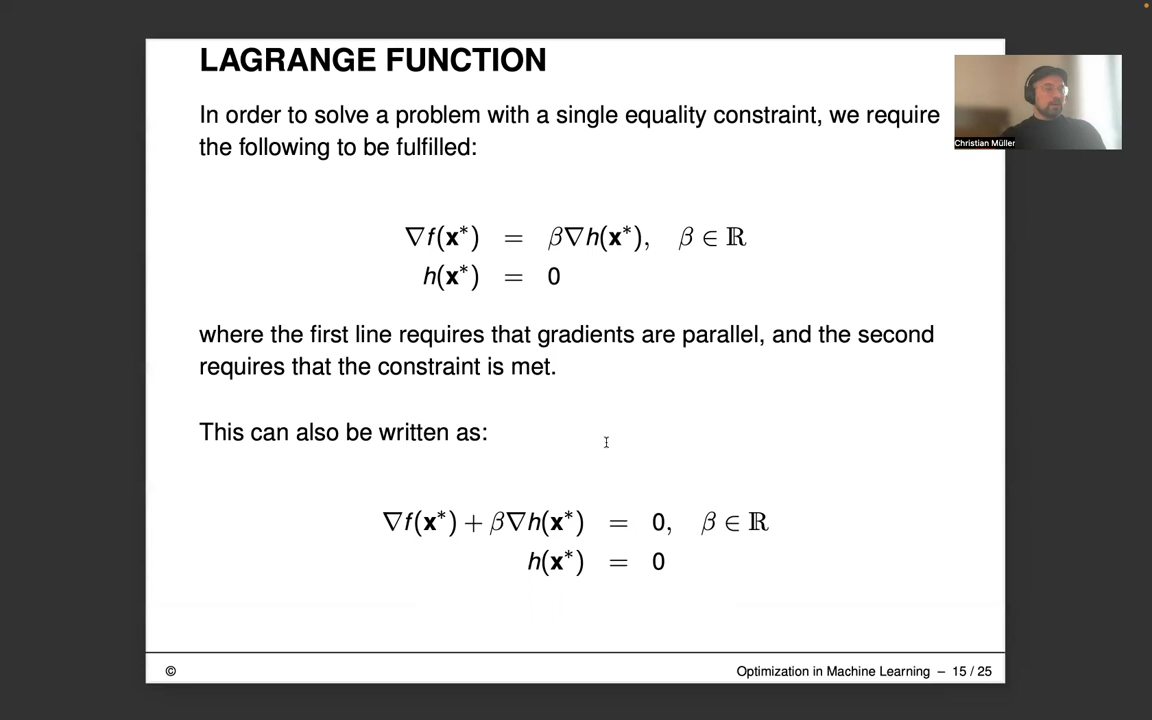 LAGRANGE FUNCTION
In order to solve a problem with a single equality constraint, we require
the following to be fulfilled:
∇f(x*) = β∇h(x*), β ∈ ℝ
h(x*) = 0
where the first line requires that gradients are parallel, and the second
requires that the constraint is met.
This can also be written as:
∇f(x*) + β∇h(x*) = 0, β ∈ ℝ
h(x*) = 0
© Optimization in Machine Learning – 15 / 25
Christian Müller